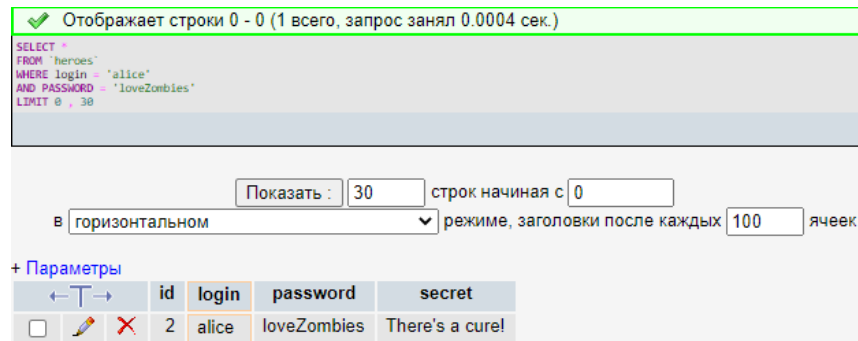 Отображает строки 0 - 0 (1 всего, запрос занял 0.0004 сек.)
SELECT *
FROM `heroes`
WHERE login = 'alice'
AND PASSWORD = 'loveZombies'
LIMIT 0 , 30
Показать : 30 строк начиная с 0
в горизонтальном режиме, заголовки после каждых 100 ячеек
+ Параметры
←T→ id login password secret
2 alice loveZombies There's a cure!